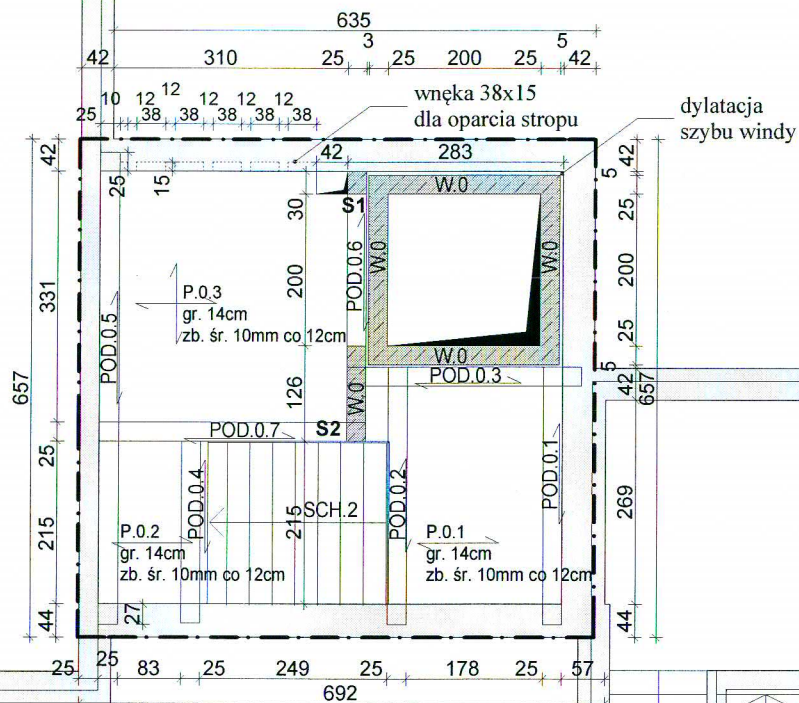 635
3
5
42
310
25
25
200
25
42
25
10
12
12
12
12
12
38
38
38
38
38
wnęka 38x15
dla oparcia stropu
dylatacja
szybu windy
42
42
283
42
5
25
15
W.0
25
30
S1
331
P.0.3
gr. 14cm
zb. śr. 10mm co 12cm
200
POD.0.6
W.0
W.0
200
POD.0.5
25
W.0
5
657
126
W.0
POD.0.3
42
657
POD.0.7
S2
25
POD.0.4
SCH.2
215
POD.0.2
POD.0.1
269
215
P.0.2
gr. 14cm
zb. śr. 10mm co 12cm
P.0.1
gr. 14cm
zb. śr. 10mm co 12cm
44
27
44
25
25
83
25
249
25
178
25
57
692